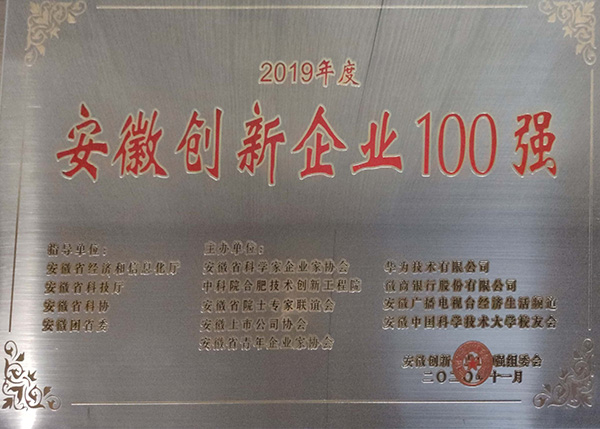 2019年度
安徽创新企业100强
指导单位：
安徽省经济和信息化厅
安徽省科技厅
安徽省科协
安徽团省委
主办单位：
安徽省科学家企业家协会
中科院合肥技术创新工程院
安徽省院士专家联谊会
安徽上市公司协会
安徽省青年企业家协会
华为技术有限公司
徽商银行股份有限公司
安徽广播电视台经济生活频道
安徽中国科学技术大学校友会
安徽创新 强组委会
二〇二〇年十一月